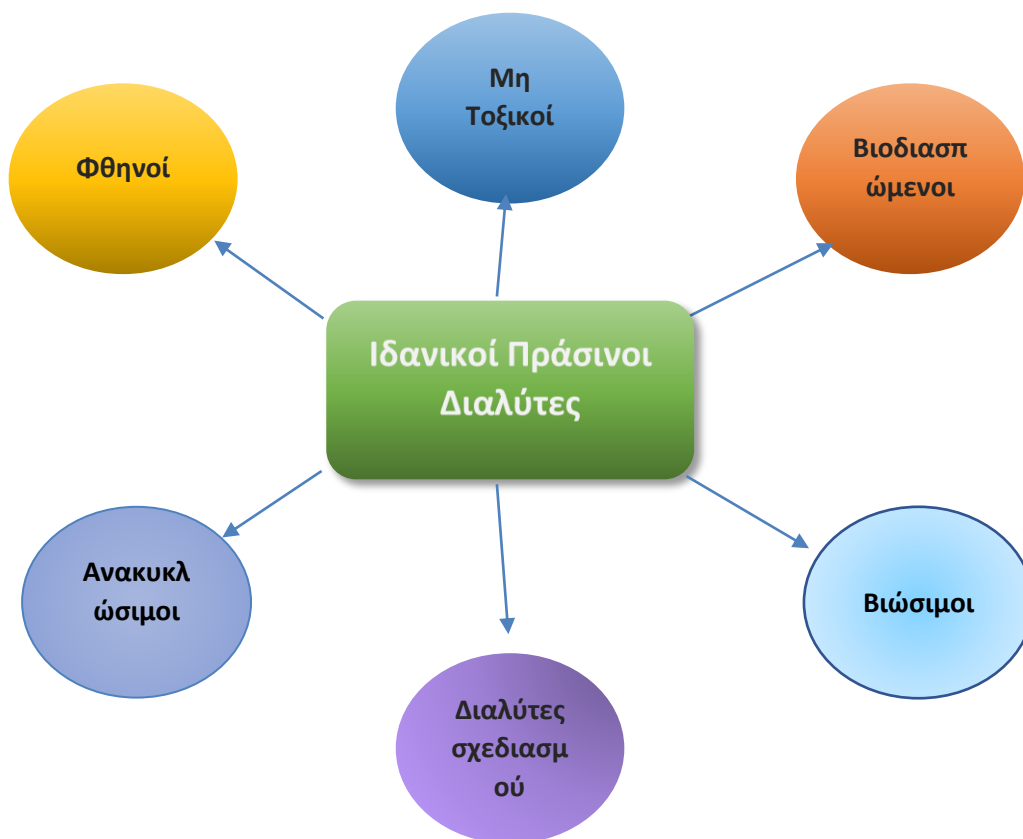 Μη
Τοξικοί
Φθηνοί
Βιοδιασπ
ώμενοι
Ιδανικοί Πράσινοι
Διαλύτες
Ανακυκλ
ώσιμοι
Βιώσιμοι
Διαλύτες
σχεδιασμ
ού